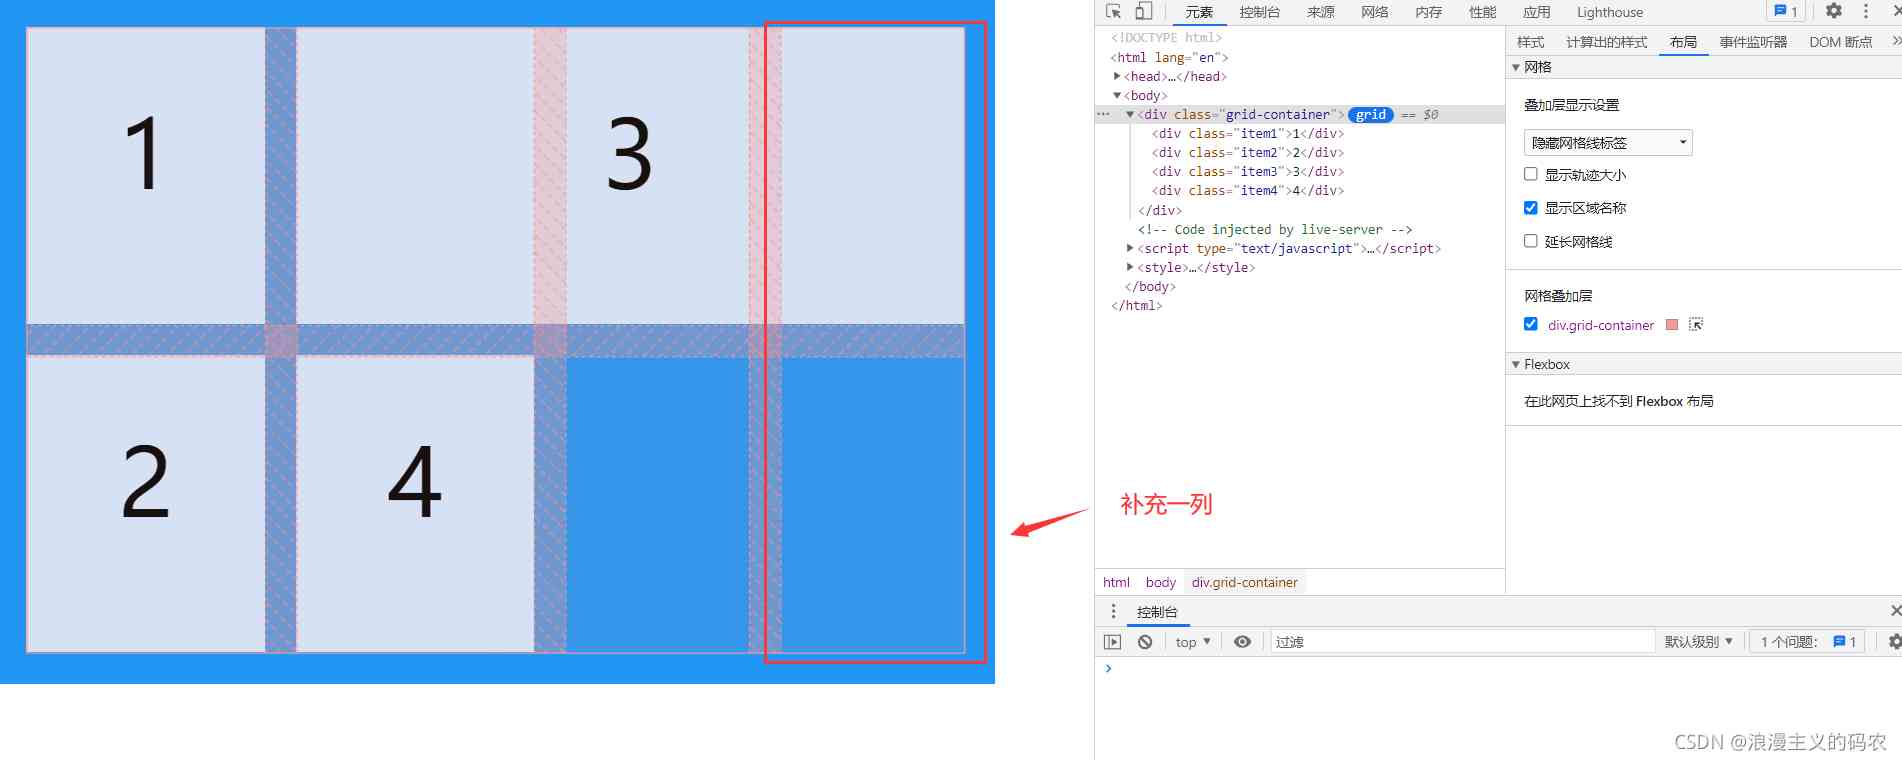 1
3
2
4
补充一列
元素 控制台 来源 网络 内存 性能 应用 Lighthouse 1
<!DOCTYPE html>
<html lang="en">
<head>…</head>
<body>
<div class="grid-container"> grid == $0
<div class="item1">1</div>
<div class="item2">2</div>
<div class="item3">3</div>
<div class="item4">4</div>
</div>
<!-- Code injected by live-server -->
<script type="text/javascript">…</script>
<style>…</style>
</body>
</html>
html body div.grid-container
样式 计算出的样式 布局 事件监听器 DOM 断点
网格
叠加层显示设置
隐藏网格线标签
显示轨迹大小
显示区域名称
延长网格线
网格叠加层
div.grid-container
Flexbox
在此网页上找不到 Flexbox 布局
控制台
top 过滤 默认级别 1 个问题: 1
CSDN @浪漫主义的码农